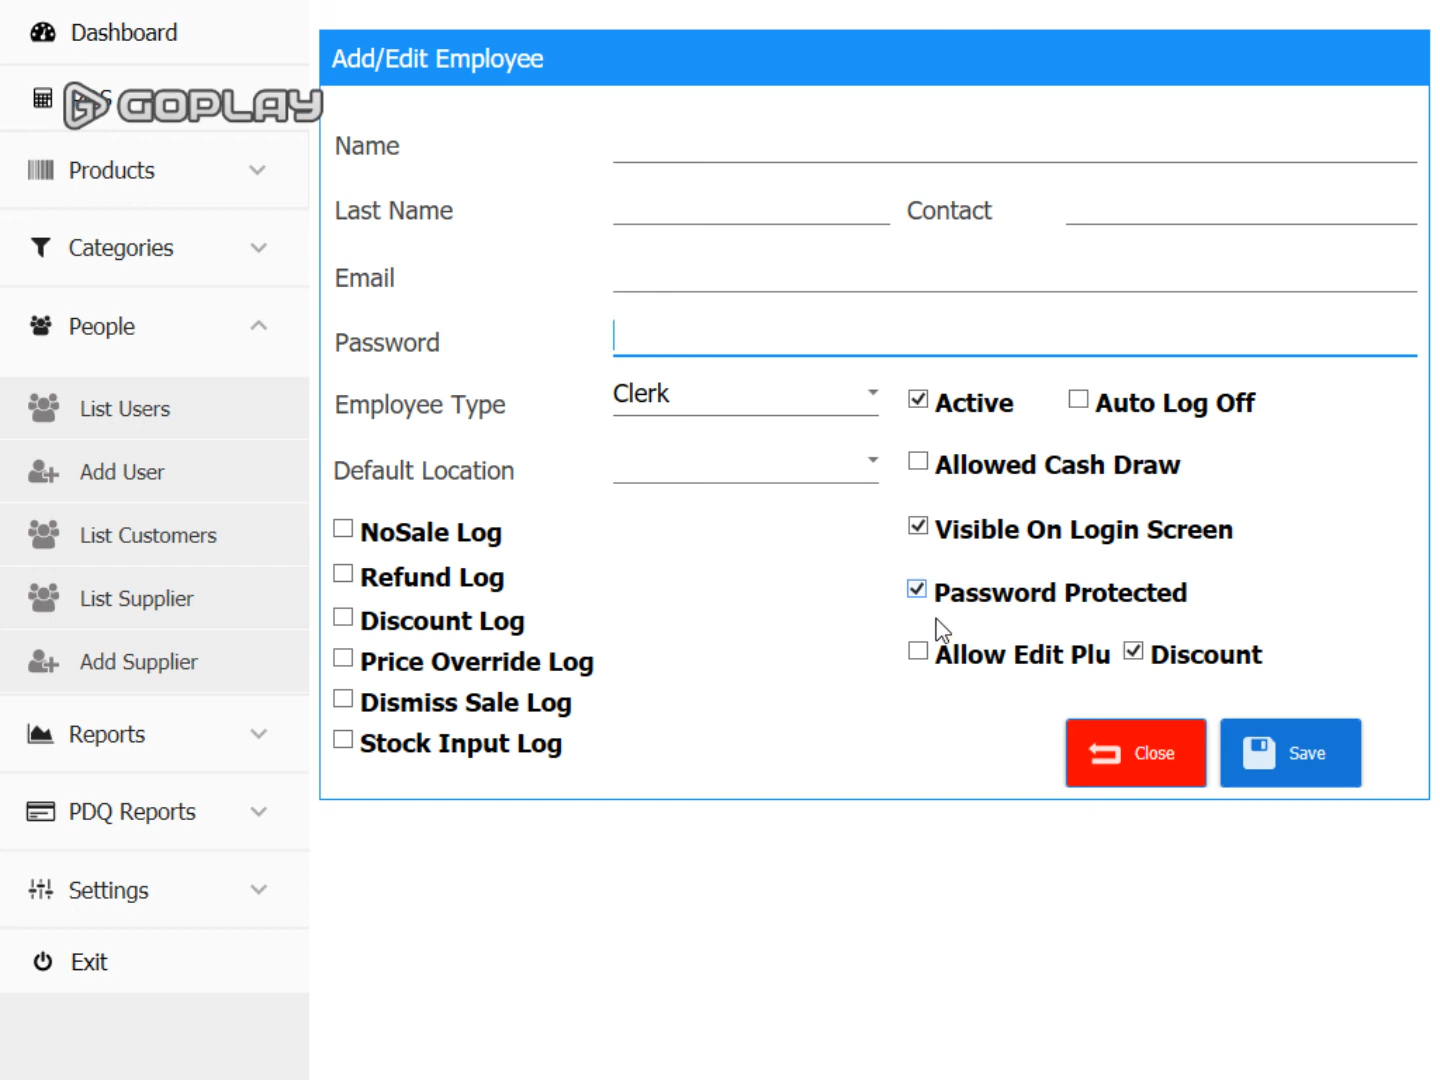 Dashboard
GOPLAY
Products
Categories
People
List Users
Add User
List Customers
List Supplier
Add Supplier
Reports
PDQ Reports
Settings
Exit
Add/Edit Employee
Name
Last Name Contact
Email
Password
Employee Type Clerk Active Auto Log Off
Allowed Cash Draw
Default Location
NoSale Log Visible On Login Screen
Refund Log Password Protected
Discount Log
Price Override Log Allow Edit Plu Discount
Dismiss Sale Log
Stock Input Log Close Save